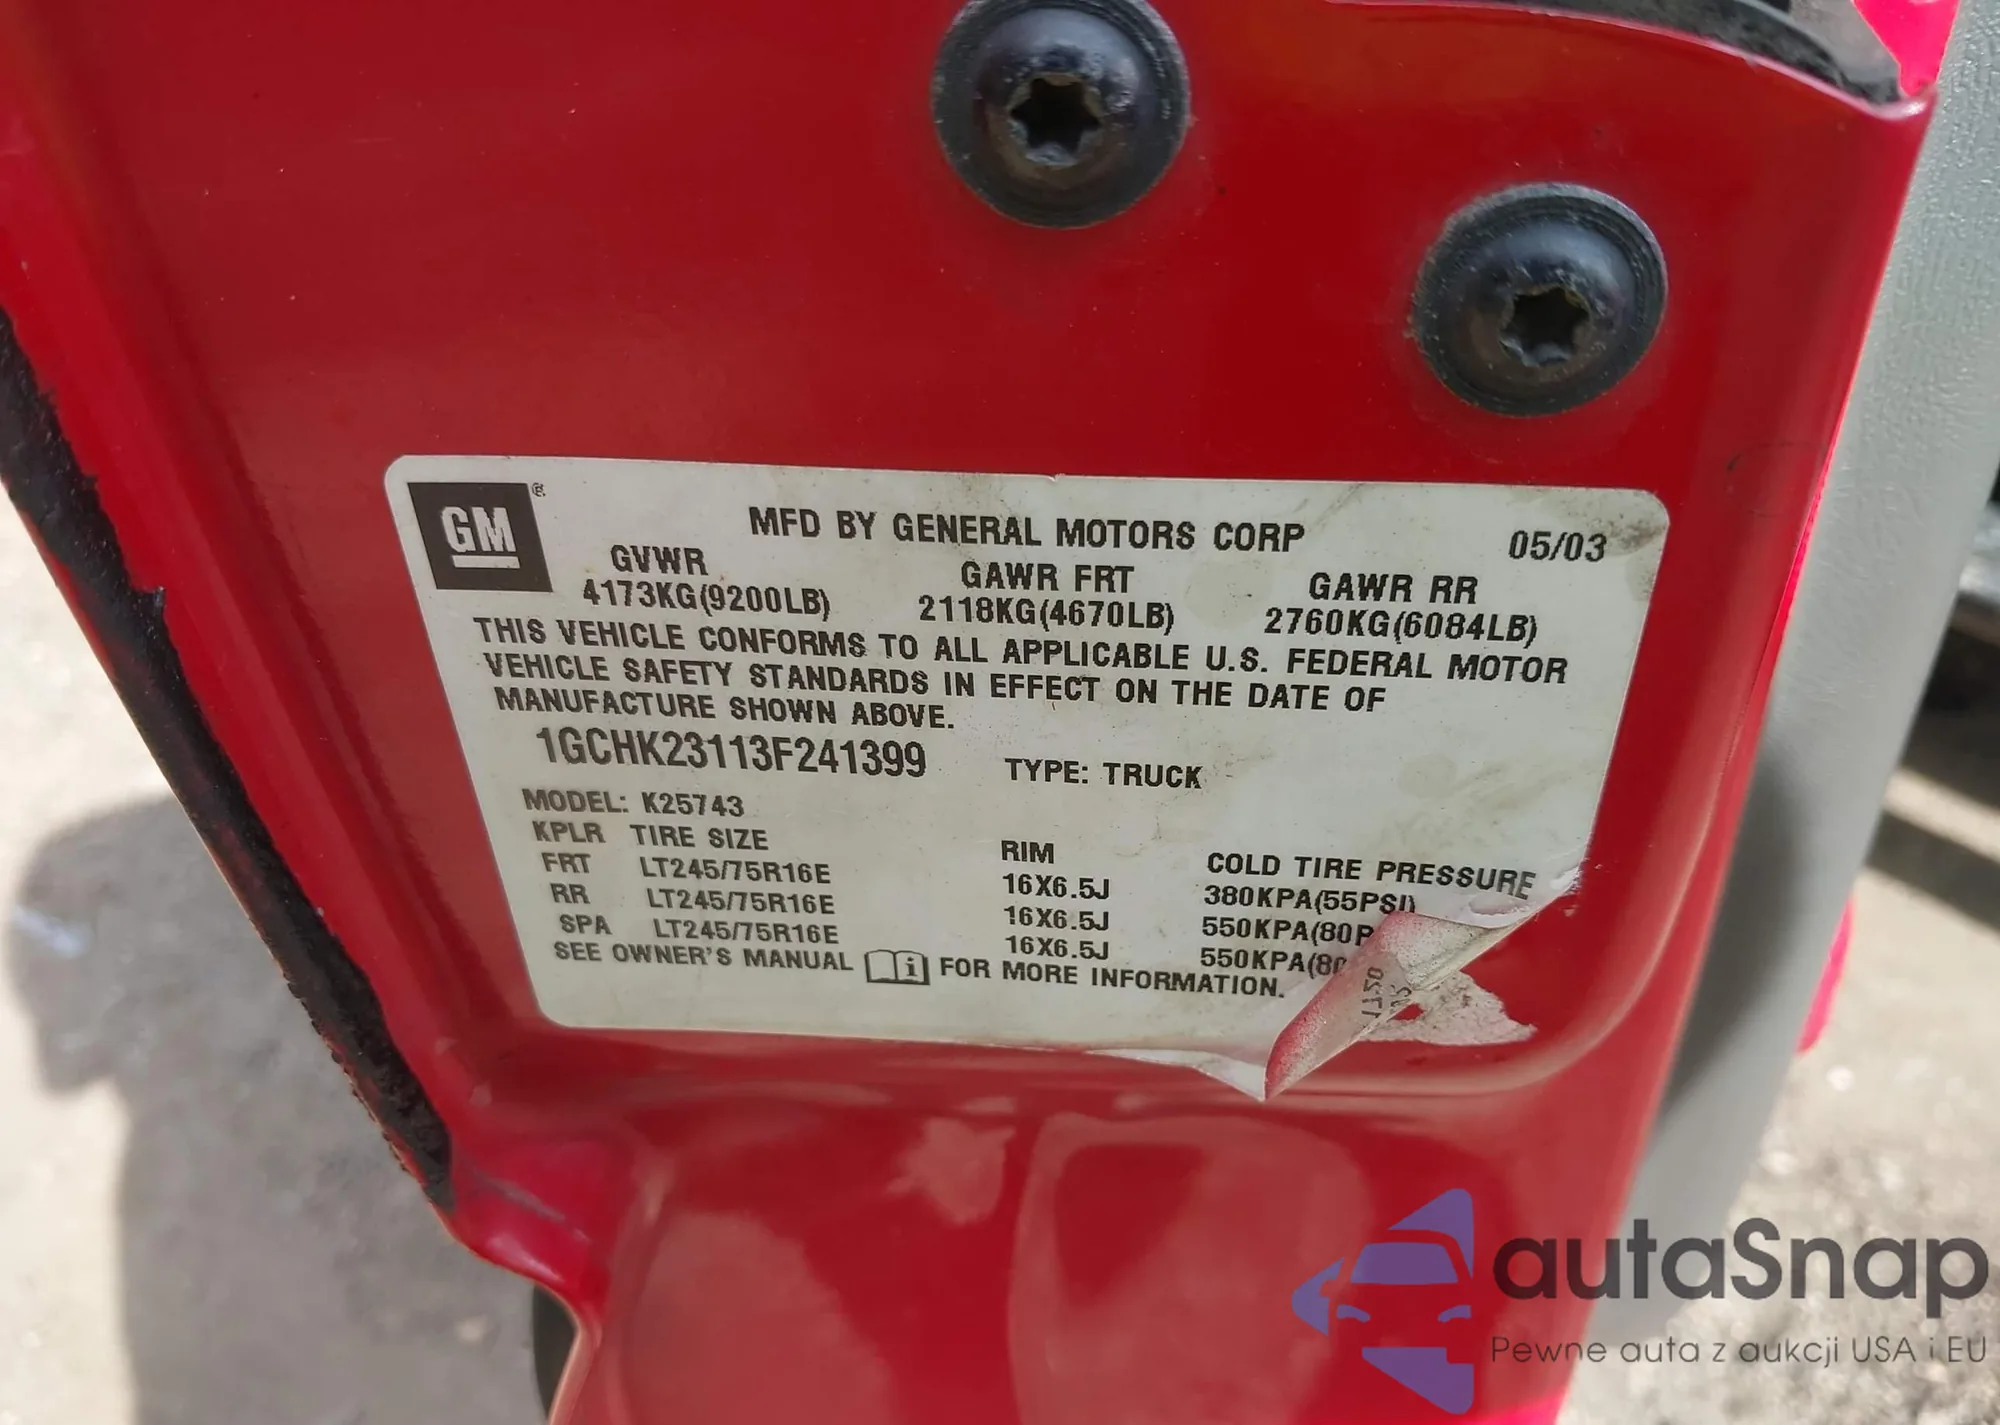 GM ®
MFD BY GENERAL MOTORS CORP 05/03
GVWR GAWR FRT GAWR RR
4173KG(9200LB) 2118KG(4670LB) 2760KG(6084LB)
THIS VEHICLE CONFORMS TO ALL APPLICABLE U.S. FEDERAL MOTOR
VEHICLE SAFETY STANDARDS IN EFFECT ON THE DATE OF
MANUFACTURE SHOWN ABOVE.
1GCHK23113F241399 TYPE: TRUCK
MODEL: K25743
KPLR TIRE SIZE RIM COLD TIRE PRESSURE
FRT LT245/75R16E 16X6.5J 380KPA(55PSI)
RR LT245/75R16E 16X6.5J 550KPA(80P
SPA LT245/75R16E 16X6.5J 550KPA(80
SEE OWNER'S MANUAL FOR MORE INFORMATION.
autaSnap
Pewne auta z aukcji USA i EU